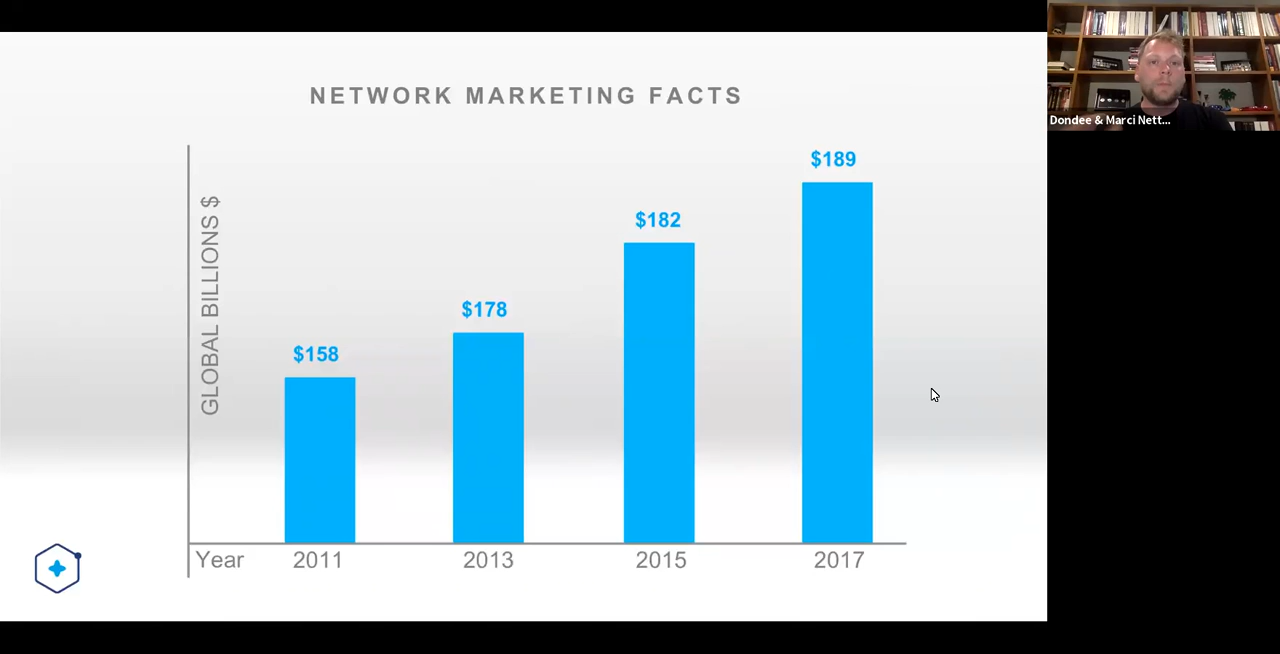 NETWORK MARKETING FACTS
GLOBAL BILLIONS $
$158
$178
$182
$189
Year 2011 2013 2015 2017
Dondee & Marci Nett...